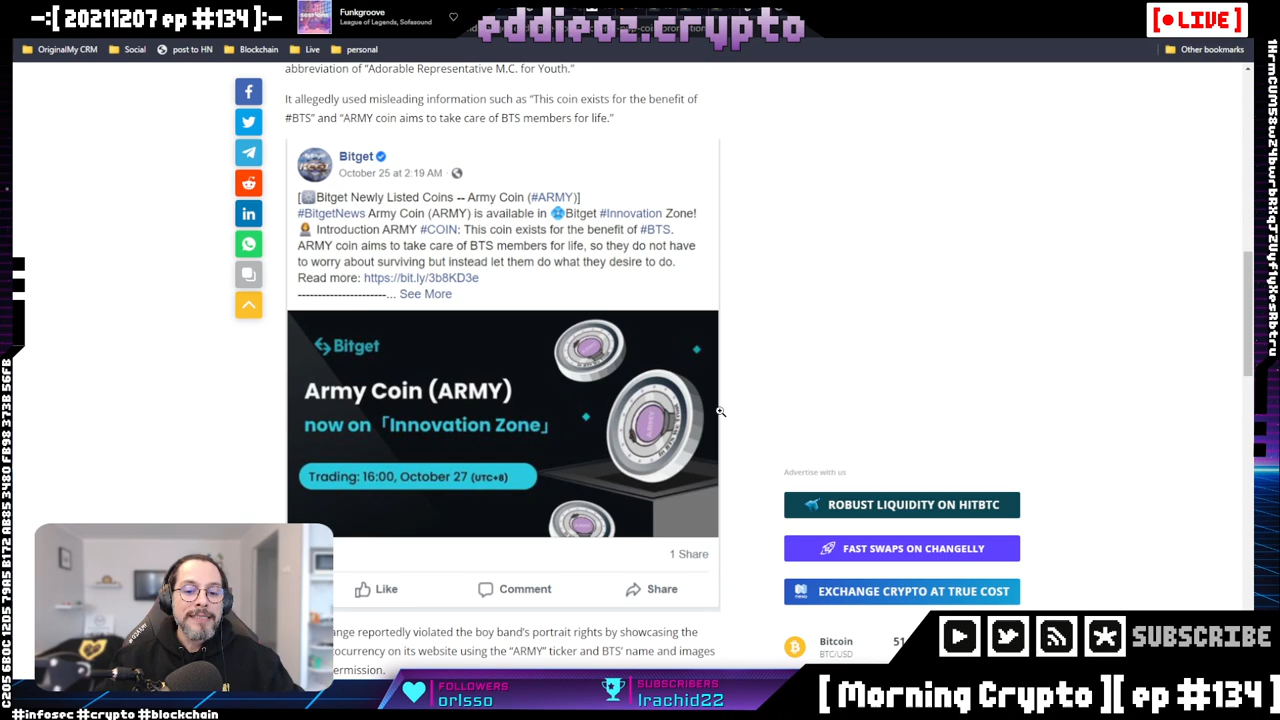 -:[ 20211207 ep #134 ]:-
Funkgroove
League of Legends, Sofasound
eddieoz.crypto
[ LIVE ]
OriginalMy CRM
Social
post to HN
Blockchain
Live
personal
Other bookmarks
abbreviation of “Adorable Representative M.C. for Youth.”
It allegedly used misleading information such as “This coin exists for the benefit of
#BTS” and “ARMY coin aims to take care of BTS members for life.”
Bitget
October 25 at 2:19 AM ·
[Bitget Newly Listed Coins -- Army Coin (#ARMY)]
#BitgetNews Army Coin (ARMY) is available in Bitget #Innovation Zone!
Introduction ARMY #COIN: This coin exists for the benefit of #BTS.
ARMY coin aims to take care of BTS members for life, so they do not have
to worry about surviving but instead let them do what they desire to do.
Read more: https://bit.ly/3b8KD3e
----------------------... See More
Bitget
Army Coin (ARMY)
now on「Innovation Zone」
Trading: 16:00, October 27 (UTC+8)
ARMY
1 Share
Like
Comment
Share
Advertise with us
ROBUST LIQUIDITY ON HITBTC
FAST SWAPS ON CHANGELLY
EXCHANGE CRYPTO AT TRUE COST
nange reportedly violated the boy band’s portrait rights by showcasing the
tocurrency on its website using the “ARMY” ticker and BTS’ name and images
ermission.
Bitcoin
BTC/USD
51
SUBSCRIBE
FOLLOWERS
orlsso
SUBSCRIBERS
lrachid22
[ Morning Crypto ][ ep #134 ]
#infosec #crypto #blockchain